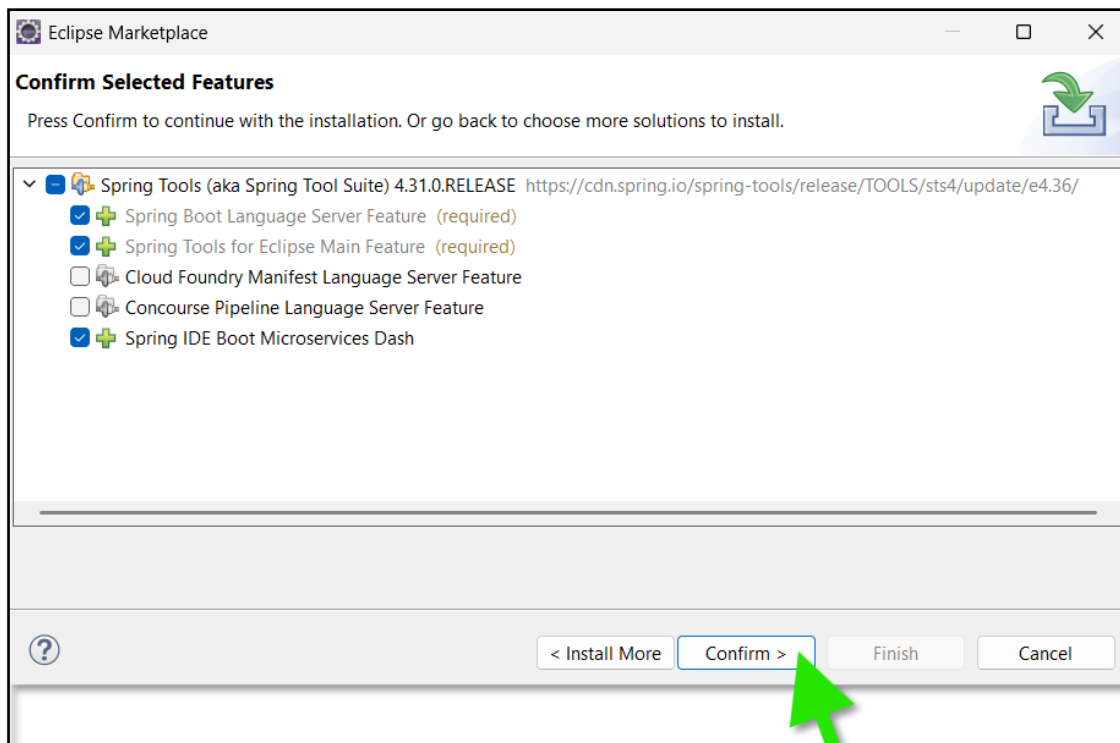 Eclipse Marketplace
Confirm Selected Features
Press Confirm to continue with the installation. Or go back to choose more solutions to install.
Spring Tools (aka Spring Tool Suite) 4.31.0.RELEASE https://cdn.spring.io/spring-tools/release/TOOLS/sts4/update/e4.36/
Spring Boot Language Server Feature (required)
Spring Tools for Eclipse Main Feature (required)
Cloud Foundry Manifest Language Server Feature
Concourse Pipeline Language Server Feature
Spring IDE Boot Microservices Dash
? < Install More Confirm > Finish Cancel